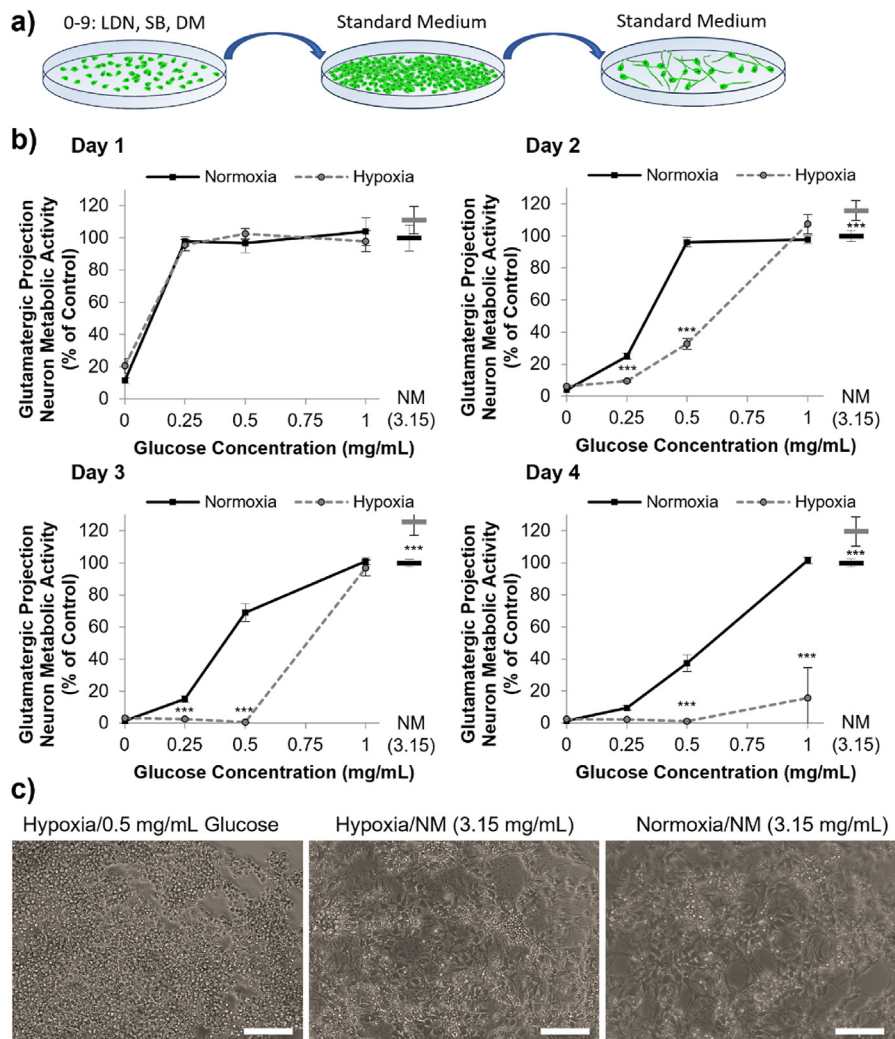 a)
0-9: LDN, SB, DM
Standard Medium
Standard Medium
b)
Day 1
Normoxia
Hypoxia
Glutamatergic Projection
Neuron Metabolic Activity
(% of Control)
120
100
80
60
40
20
0
0
0.25
0.5
0.75
1
NM
(3.15)
Glucose Concentration (mg/mL)
Day 2
Normoxia
Hypoxia
Glutamatergic Projection
Neuron Metabolic Activity
(% of Control)
120
100
80
60
40
20
0
***
***
***
0
0.25
0.5
0.75
1
NM
(3.15)
Glucose Concentration (mg/mL)
Day 3
Normoxia
Hypoxia
Glutamatergic Projection
Neuron Metabolic Activity
(% of Control)
120
100
80
60
40
20
0
***
***
***
0
0.25
0.5
0.75
1
NM
(3.15)
Glucose Concentration (mg/mL)
Day 4
Normoxia
Hypoxia
Glutamatergic Projection
Neuron Metabolic Activity
(% of Control)
120
100
80
60
40
20
0
***
***
***
0
0.25
0.5
0.75
1
NM
(3.15)
Glucose Concentration (mg/mL)
c)
Hypoxia/0.5 mg/mL Glucose
Hypoxia/NM (3.15 mg/mL)
Normoxia/NM (3.15 mg/mL)